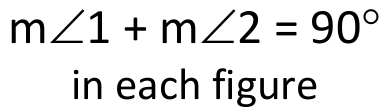 m∠1 + m∠2 = 90°
in each figure